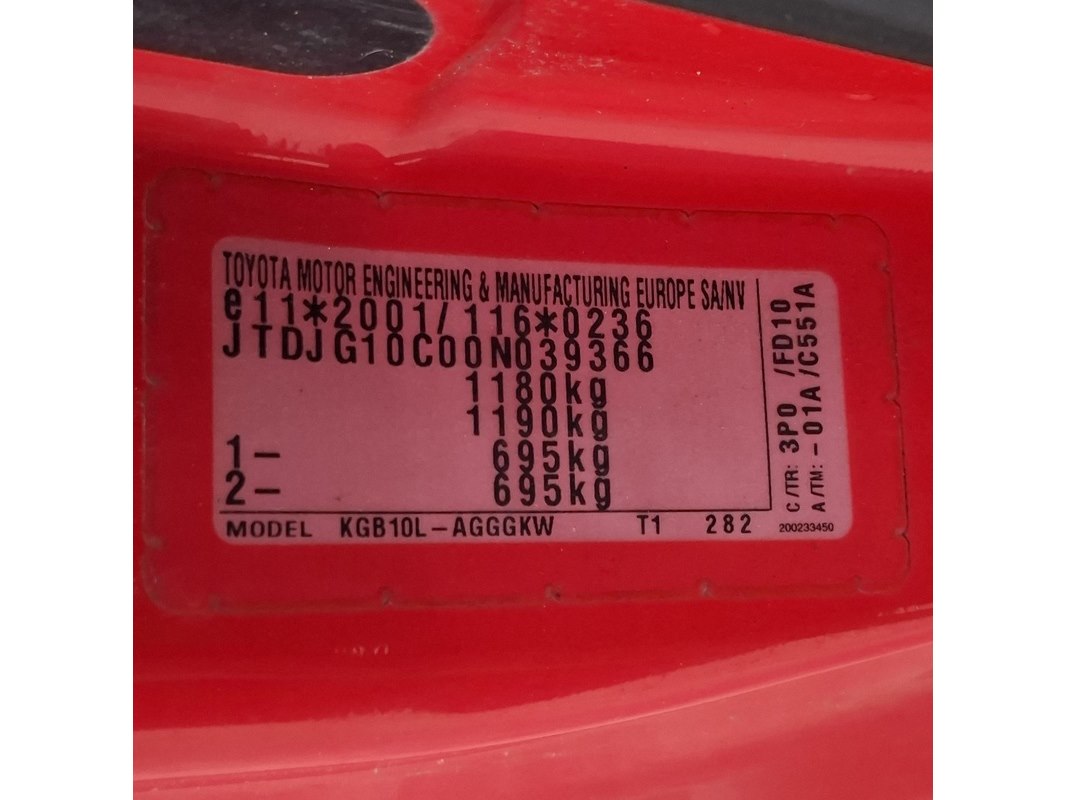 TOYOTA MOTOR ENGINEERING & MANUFACTURING EUROPE SA/NV
e11*2001/116*0236
JTDJG10C00N039366
1180kg
1190kg
1- 695kg
2- 695kg
MODEL KGB10L-AGGGKW T1 282
C/TR: 3P0 /FD10
A/TM: -01A/C551A
200233450